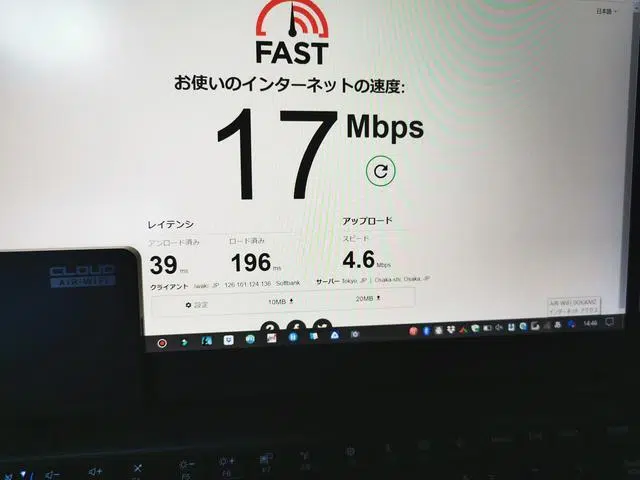 日本語
FAST
お使いのインターネットの速度:
17 Mbps
レイテンシ
アップロード
アンロード済み
ロード済み
スピード
39 ms
196 ms
4.6 Mbps
クライアント Iwaki, JP 126.161.124.136 Softbank
サーバー Tokyo, JP | Osaka-shi, Osaka, JP
設定
10MB
20MB
CLOUD
AIR-WIFI
インターネット アクセス
14:46
F5
F6
F7